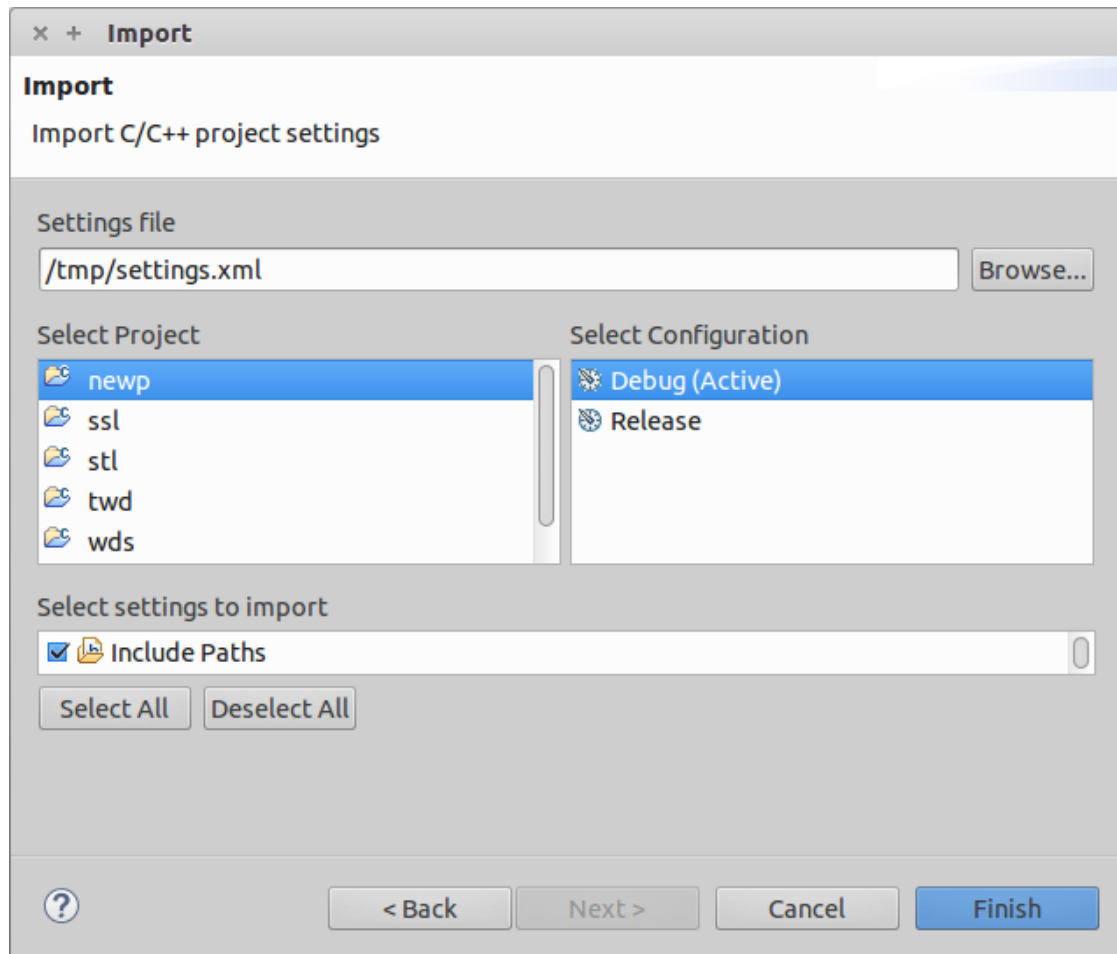 Import
Import
Import C/C++ project settings
Settings file
/tmp/settings.xml
Browse...
Select Project
Select Configuration
newp
ssl
stl
twd
wds
Debug (Active)
Release
Select settings to import
Include Paths
Select All
Deselect All
?
< Back
Next >
Cancel
Finish